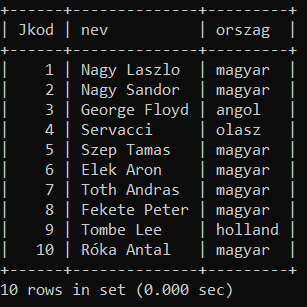 +------+--------------+---------+
| Jkod | nev          | orszag  |
+------+--------------+---------+
|    1 | Nagy Laszlo  | magyar  |
|    2 | Nagy Sandor  | magyar  |
|    3 | George Floyd | angol   |
|    4 | Servacci     | olasz   |
|    5 | Szep Tamas   | magyar  |
|    6 | Elek Aron    | magyar  |
|    7 | Toth Andras  | magyar  |
|    8 | Fekete Peter | magyar  |
|    9 | Tombe Lee    | holland |
|   10 | Róka Antal   | magyar  |
+------+--------------+---------+
10 rows in set (0.000 sec)